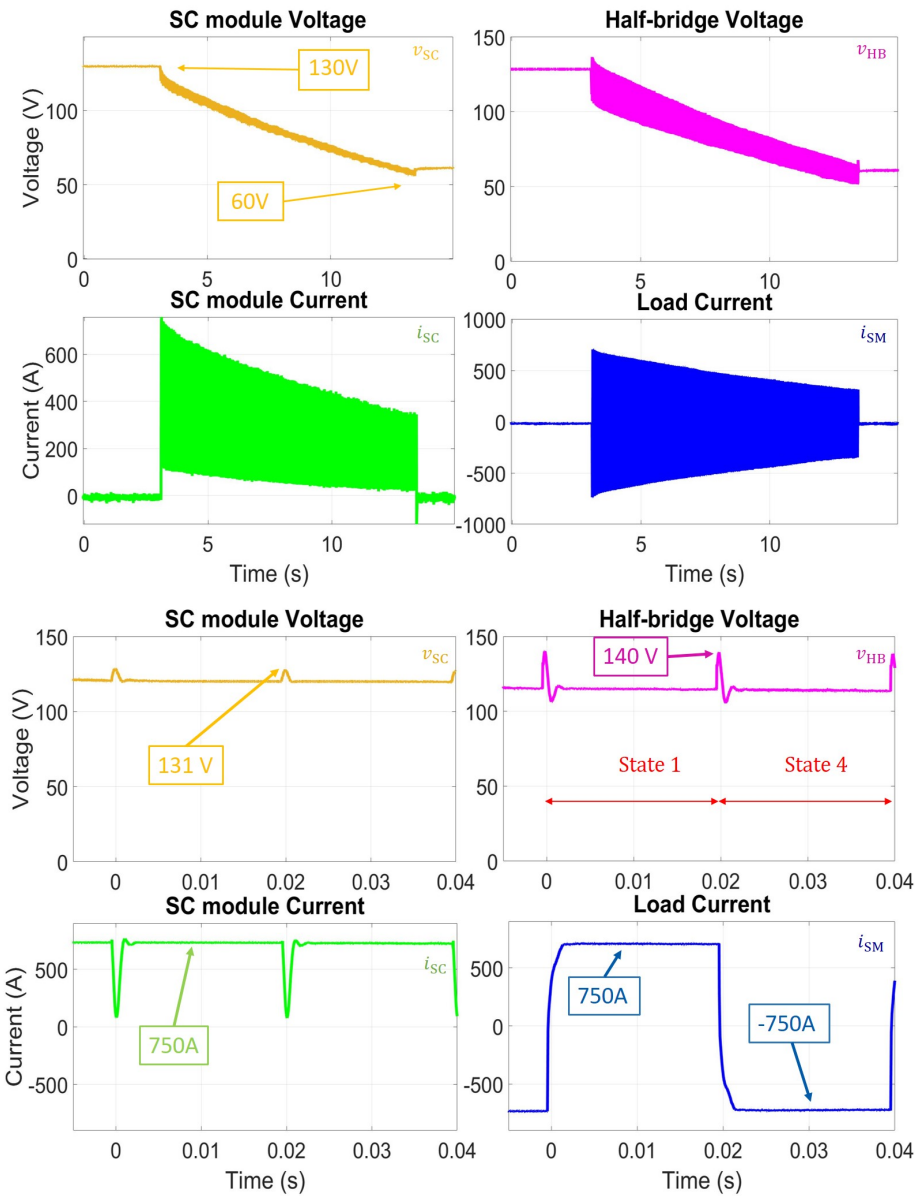 SC module Voltage
Half-bridge Voltage
Voltage (V)
150
100
50
0
v_SC
130V
60V
0 5 10
150
100
50
0
v_HB
0 5 10
SC module Current
Load Current
Current (A)
600
400
200
0
i_SC
0 5 10
Time (s)
1000
500
0
-500
-1000
i_SM
0 5 10
Time (s)
SC module Voltage
Half-bridge Voltage
Voltage (V)
150
100
50
0
v_SC
131 V
0 0.01 0.02 0.03 0.04
150
100
50
0
140 V
v_HB
State 1
State 4
0 0.01 0.02 0.03 0.04
SC module Current
Load Current
Current (A)
500
0
-500
i_SC
750A
0 0.01 0.02 0.03 0.04
Time (s)
500
0
-500
i_SM
750A
-750A
0 0.01 0.02 0.03 0.04
Time (s)